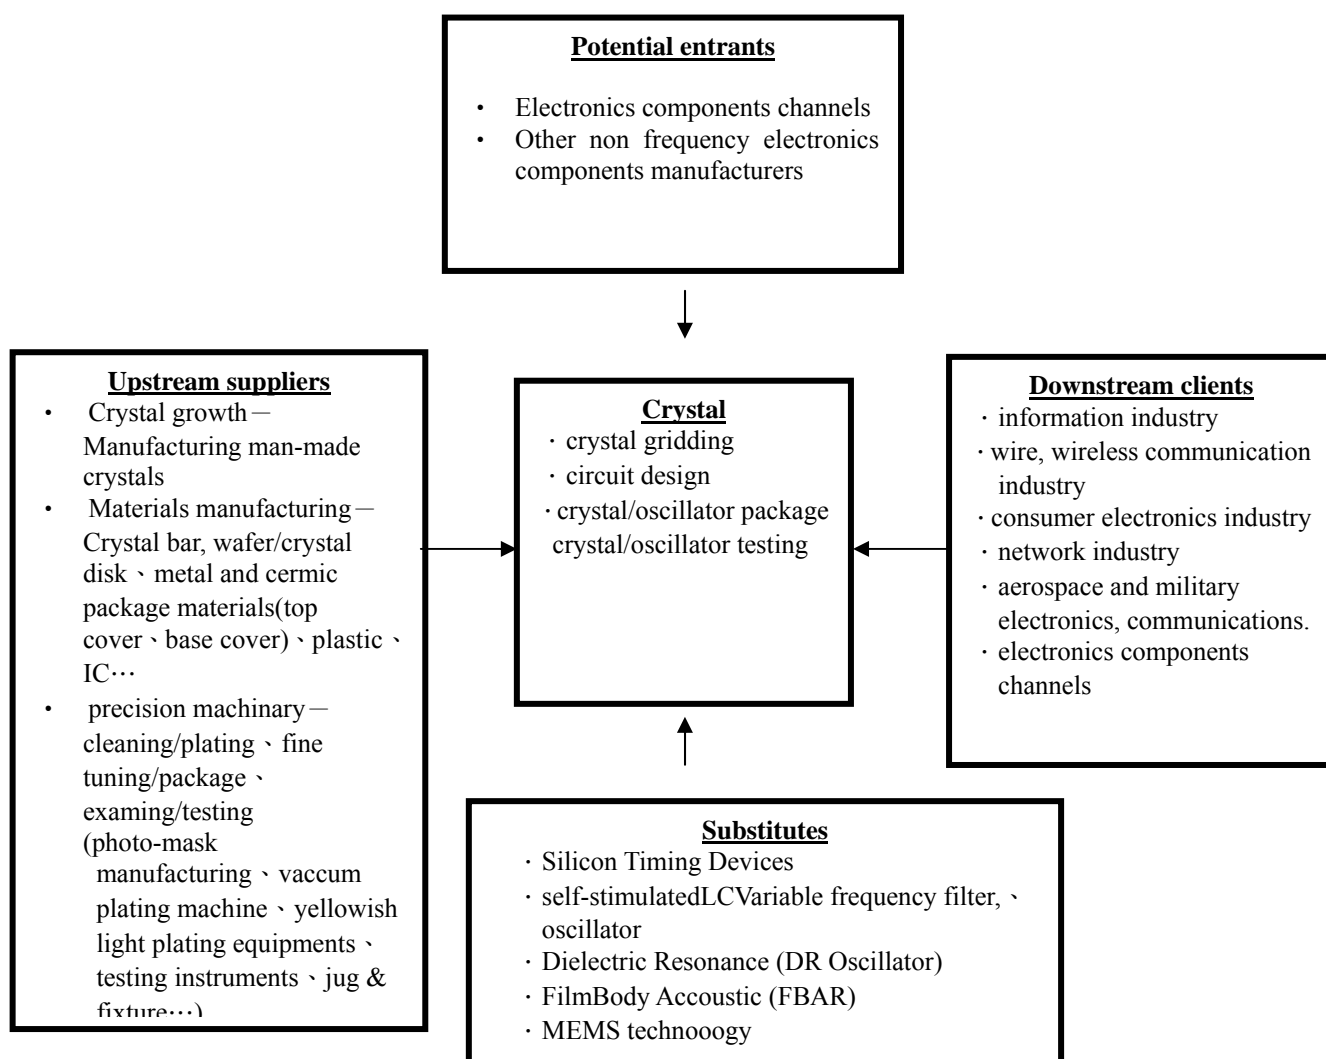 Potential entrants
・ Electronics components channels
・ Other non frequency electronics
components manufacturers
Upstream suppliers
・ Crystal growth－
Manufacturing man-made
crystals
・ Materials manufacturing－
Crystal bar, wafer/crystal
disk、metal and cermic
package materials(top
cover、base cover)、plastic、
IC…
・ precision machinary－
cleaning/plating、fine
tuning/package、
examing/testing
(photo-mask
manufacturing、vaccum
plating machine、yellowish
light plating equipments、
testing instruments、jug &
fixture…)
Crystal
・crystal gridding
・circuit design
・crystal/oscillator package
crystal/oscillator testing
Downstream clients
・information industry
・wire, wireless communication
industry
・consumer electronics industry
・network industry
・aerospace and military
electronics, communications.
・electronics components
channels
Substitutes
・Silicon Timing Devices
・self-stimulatedLCVariable frequency filter,、
oscillator
・Dielectric Resonance (DR Oscillator)
・FilmBody Accoustic (FBAR)
・MEMS technooogy